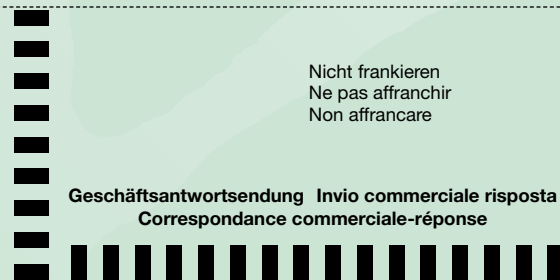 Nicht frankieren
Ne pas affranchir
Non affrancare
Geschäftsantwortsendung Invio commerciale risposta
Correspondance commerciale-réponse